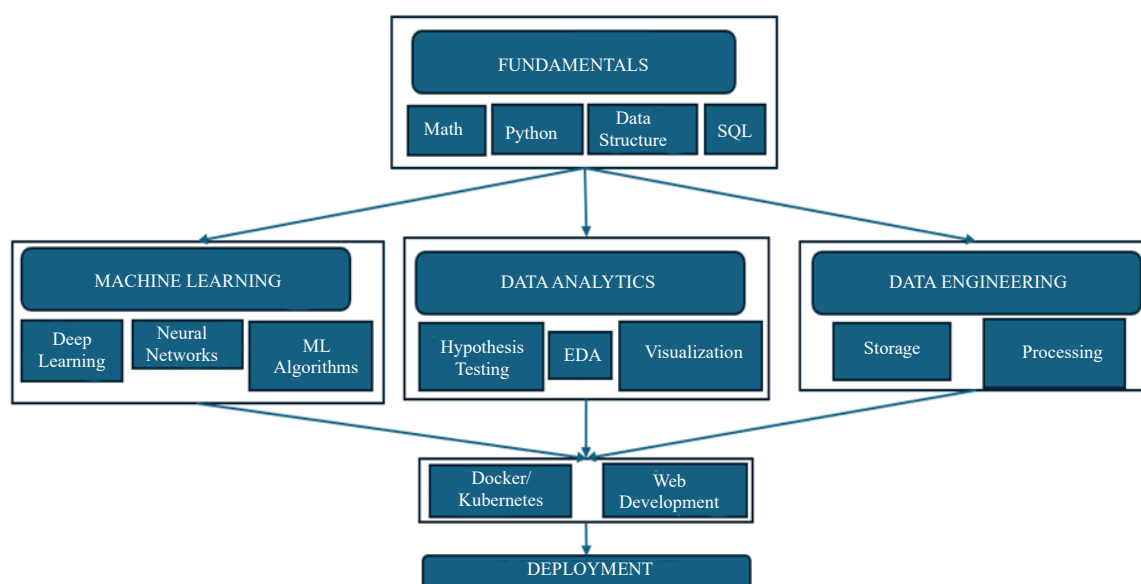 FUNDAMENTALS
Math
Python
Data
Structure
SQL
MACHINE LEARNING
Deep
Learning
Neural
Networks
ML
Algorithms
DATA ANALYTICS
Hypothesis
Testing
EDA
Visualization
DATA ENGINEERING
Storage
Processing
Docker/
Kubernetes
Web
Development
DEPLOYMENT